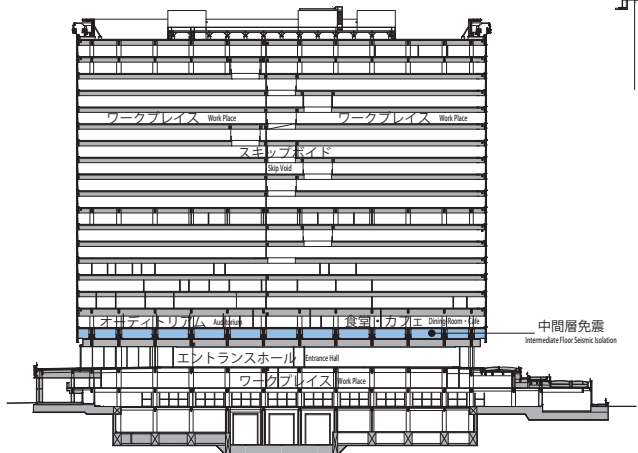 ワークプレイス Work Place
ワークプレイス Work Place
スキップボイド
Skip Void
オーディトリアム Auditorium
食堂・カフェ Dining Room・Cafe
中間層免震
Intermediate Floor Seismic Isolation
エントランスホール Entrance Hall
ワークプレイス Work Place